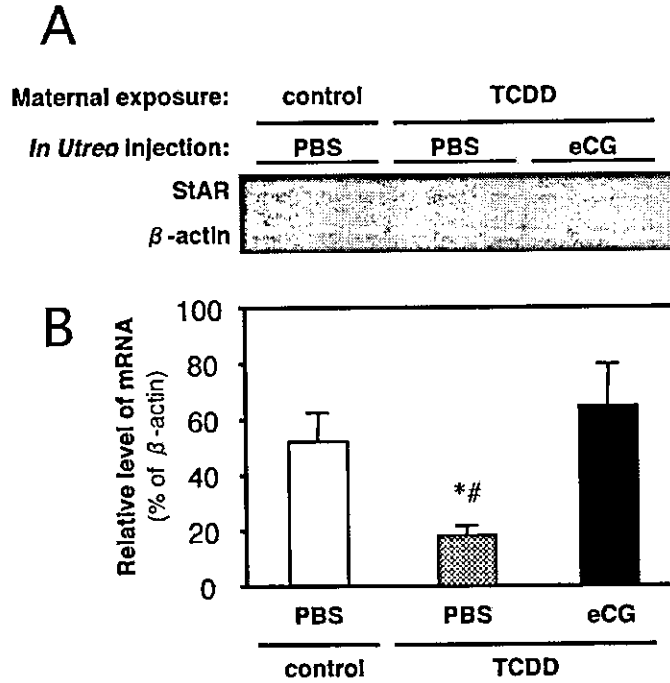 A
Maternal exposure: control TCDD
In Utreo injection: PBS PBS eCG
StAR
β-actin
B
Relative level of mRNA
(% of β-actin)
100
80
60
40
20
0
*#
PBS PBS eCG
control TCDD